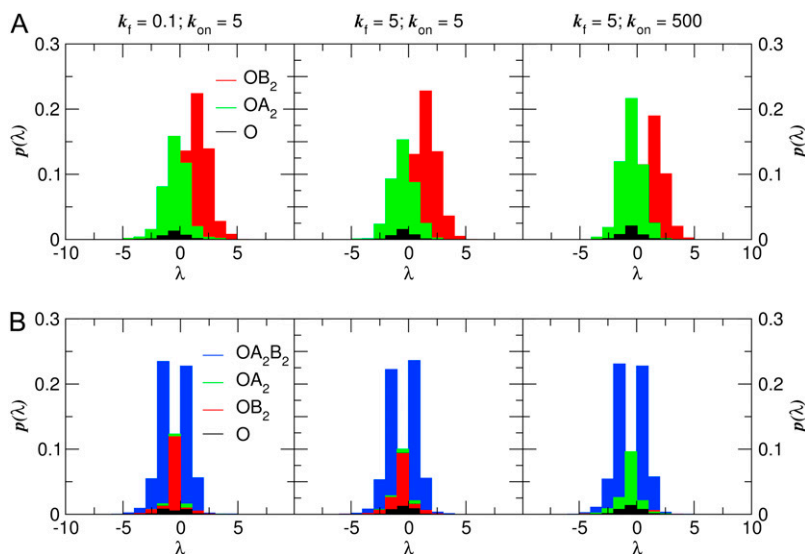 A
k_f = 0.1; k_on = 5
k_f = 5; k_on = 5
k_f = 5; k_on = 500
0.3
0.2
0.1
0
p(λ)
OB₂
OA₂
O
-10 -5 0 5
λ
-5 0 5
λ
-5 0 5 10
λ
0.3
0.2
0.1
0
p(λ)
B
0.3
0.2
0.1
0
p(λ)
OA₂B₂
OA₂
OB₂
O
-10 -5 0 5
λ
-5 0 5
λ
-5 0 5 10
λ
0.3
0.2
0.1
0
p(λ)